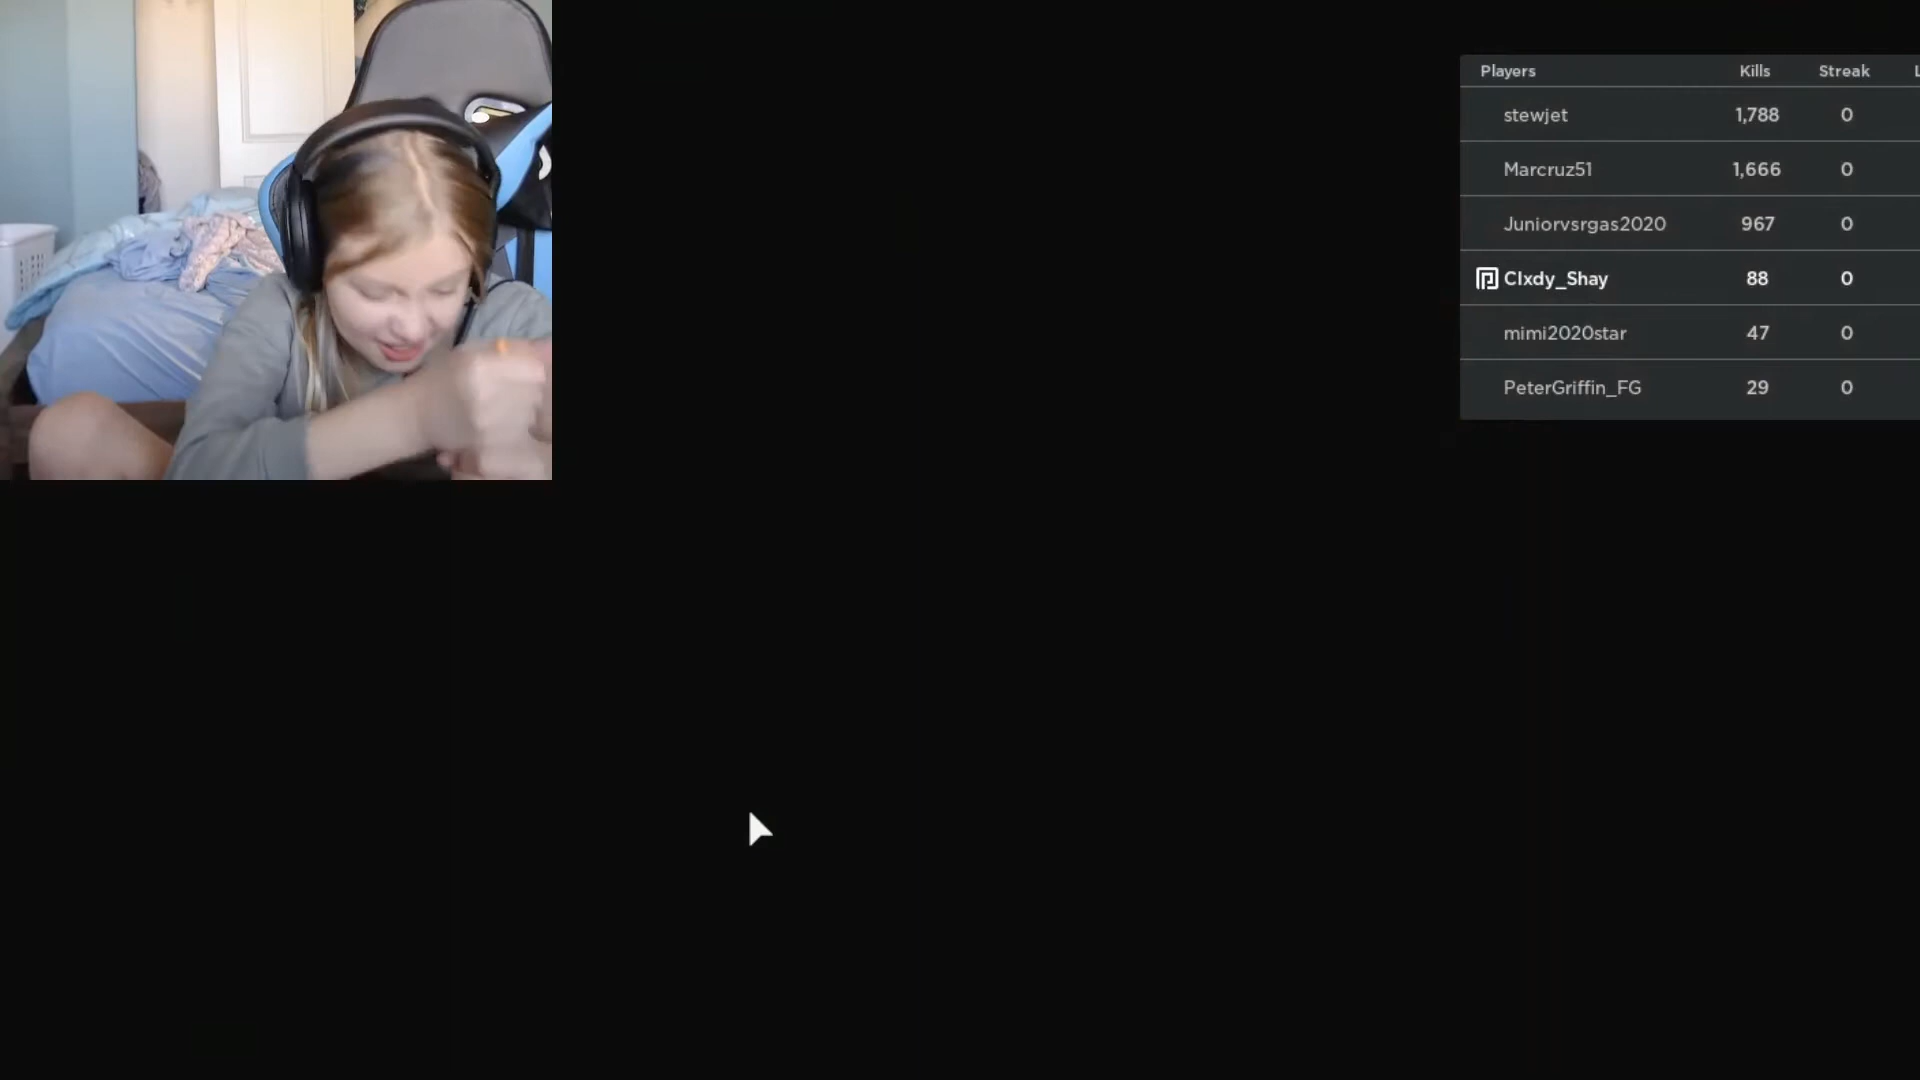 Players Kills Streak L
stewjet 1,788 0
Marcruz51 1,666 0
Juniorvsrgas2020 967 0
Clxdy_Shay 88 0
mimi2020star 47 0
PeterGriffin_FG 29 0